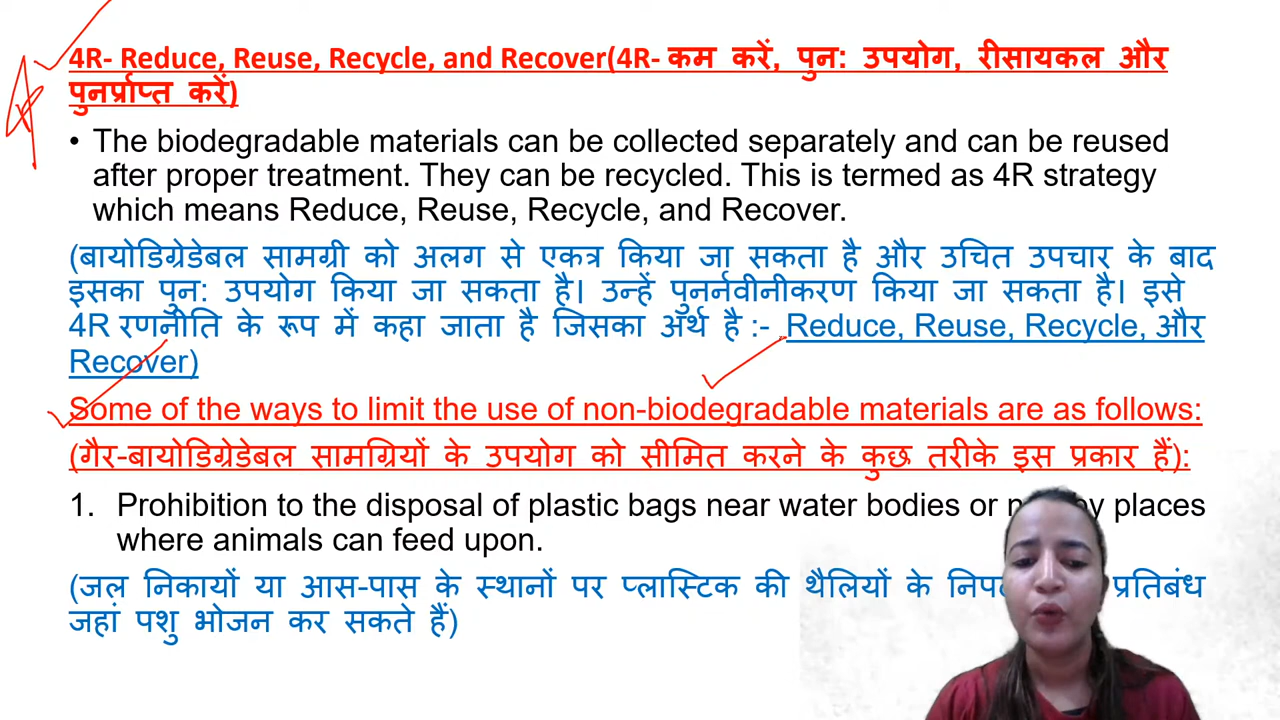 4R- Reduce, Reuse, Recycle, and Recover(4R- कम करें, पुन: उपयोग, रीसायकल और
पुनर्प्राप्त करें)
• The biodegradable materials can be collected separately and can be reused
after proper treatment. They can be recycled. This is termed as 4R strategy
which means Reduce, Reuse, Recycle, and Recover.
(बायोडिग्रेडेबल सामग्री को अलग से एकत्र किया जा सकता है और उचित उपचार के बाद
इसका पुन: उपयोग किया जा सकता है। उन्हें पुनर्नवीनीकरण किया जा सकता है। इसे
4R रणनीति के रूप में कहा जाता है जिसका अर्थ है :- Reduce, Reuse, Recycle, और
Recover)
Some of the ways to limit the use of non-biodegradable materials are as follows:
(गैर-बायोडिग्रेडेबल सामग्रियों के उपयोग को सीमित करने के कुछ तरीके इस प्रकार हैं):
1. Prohibition to the disposal of plastic bags near water bodies or places
where animals can feed upon.
(जल निकायों या आस-पास के स्थानों पर प्लास्टिक की थैलियों के प्रतिबंध
जहां पशु भोजन कर सकते हैं)